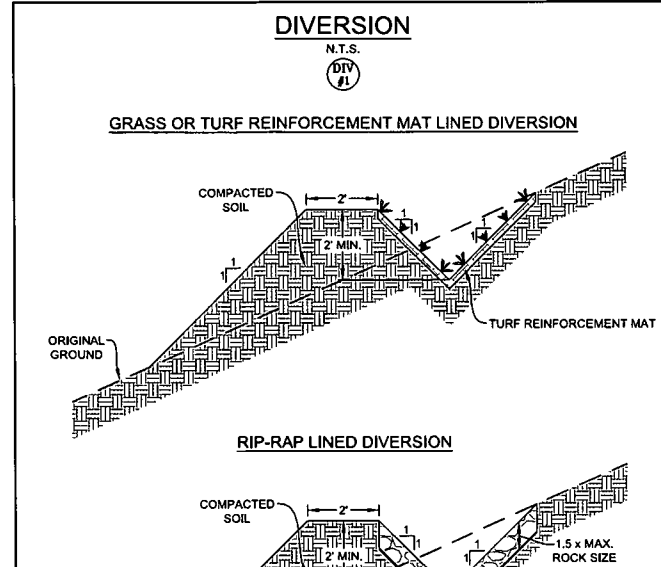 DIVERSION
N.T.S.
DIV
#1
GRASS OR TURF REINFORCEMENT MAT LINED DIVERSION
COMPACTED
SOIL
2'
2' MIN.
1
1
1
1
1
1
TURF REINFORCEMENT MAT
ORIGINAL
GROUND
RIP-RAP LINED DIVERSION
COMPACTED
SOIL
2'
2' MIN.
1
1
1
1
1.5 x MAX.
ROCK SIZE